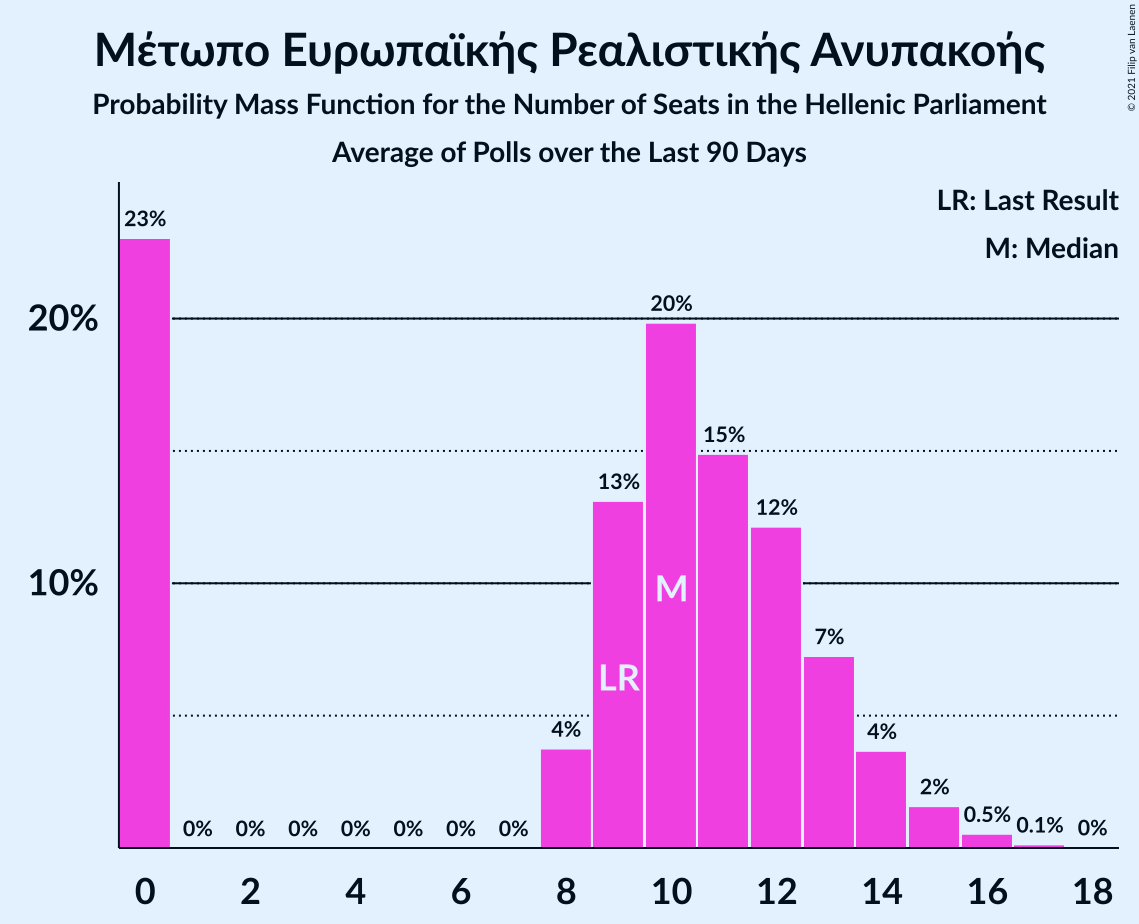 Μέτωπο Ευρωπαϊκής Ρεαλιστικής Ανυπακοής
Probability Mass Function for the Number of Seats in the Hellenic Parliament
Average of Polls over the Last 90 Days
© 2021 Filip van Laenen
LR: Last Result
M: Median
23%
20%
20%
15%
13%
12%
10%
M
7%
LR
4%
4%
2%
0.5%
0.1%
0% 0% 0% 0% 0% 0% 0% 0%
0 2 4 6 8 10 12 14 16 18